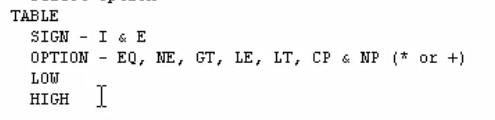 TABLE
SIGN - I & E
OPTION - EQ, NE, GT, LE, LT, CP & NP (* or +)
LOW
HIGH